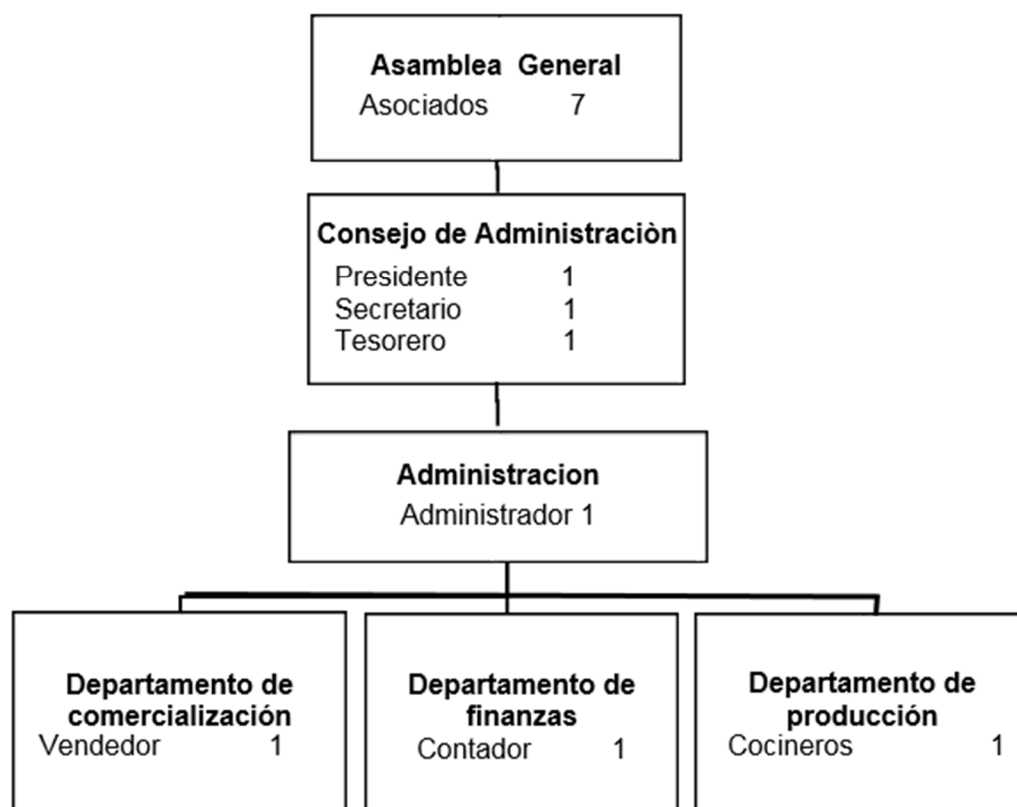 Asamblea General
Asociados 7
Consejo de Administraciòn
Presidente 1
Secretario 1
Tesorero 1
Administracion
Administrador 1
Departamento de
comercialización
Vendedor 1
Departamento de
finanzas
Contador 1
Departamento de
producción
Cocineros 1